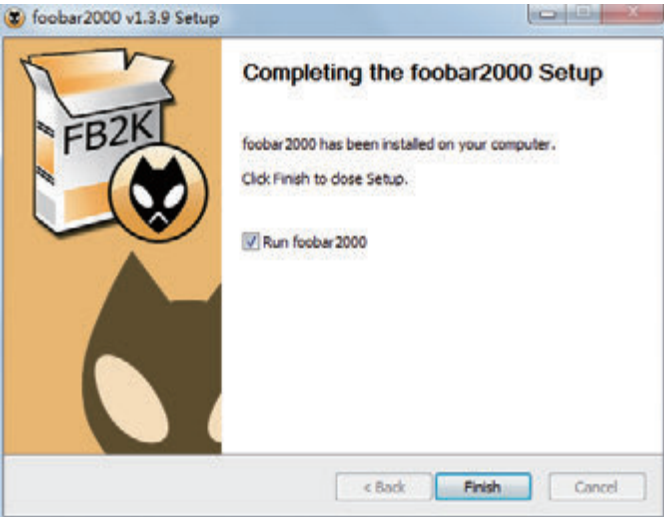 foobar2000 v1.3.9 Setup
FB2K
Completing the foobar2000 Setup
foobar2000 has been installed on your computer.
Click Finish to close Setup.
Run foobar2000
< Back
Finish
Cancel